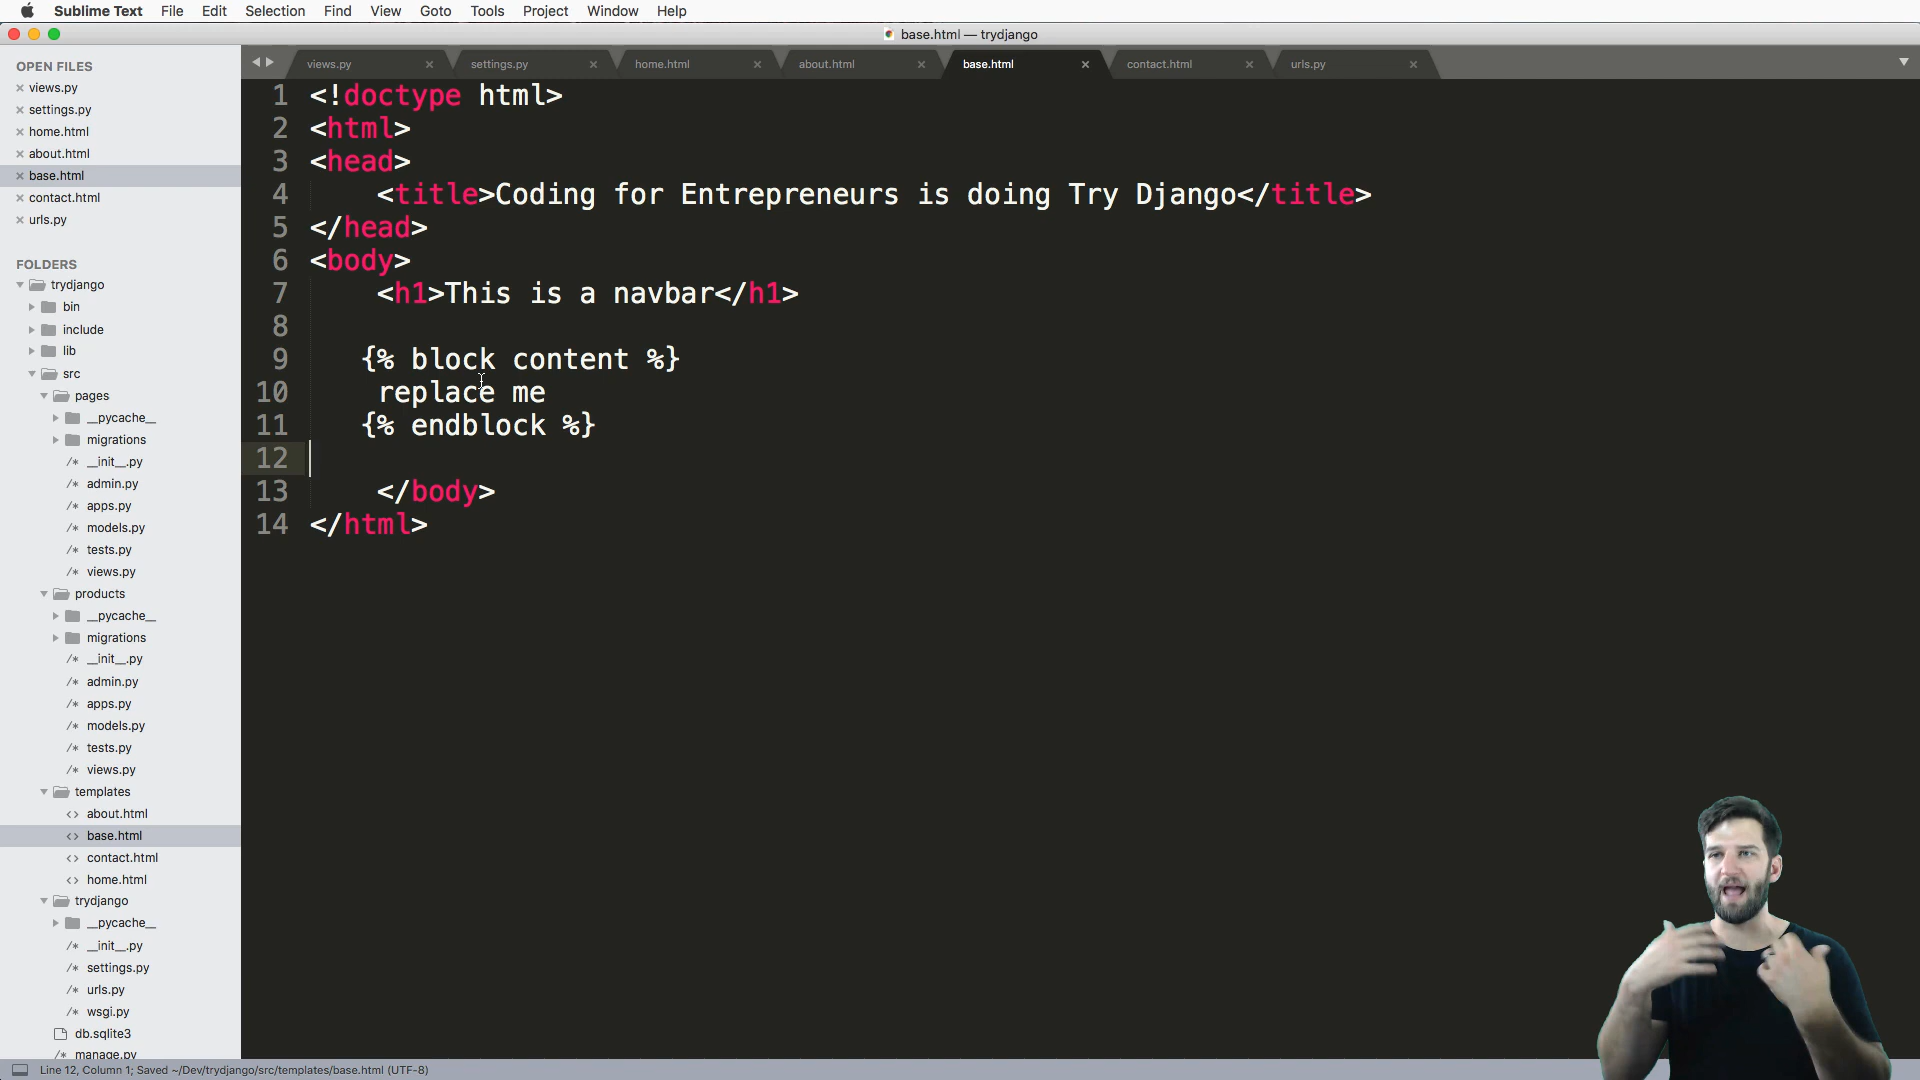 Sublime Text File Edit Selection Find View Goto Tools Project Window Help
base.html — trydjango
OPEN FILES
views.py
settings.py
home.html
about.html
base.html
contact.html
urls.py
FOLDERS
trydjango
bin
include
lib
src
pages
__pycache__
migrations
/* __init__.py
/* admin.py
/* apps.py
/* models.py
/* tests.py
/* views.py
products
__pycache__
migrations
/* __init__.py
/* admin.py
/* apps.py
/* models.py
/* tests.py
/* views.py
templates
<> about.html
<> base.html
<> contact.html
<> home.html
trydjango
__pycache__
/* __init__.py
/* settings.py
/* urls.py
/* wsgi.py
db.sqlite3
/* manage.py
views.py settings.py home.html about.html base.html contact.html urls.py
1 <!doctype html>
2 <html>
3 <head>
4 <title>Coding for Entrepreneurs is doing Try Django</title>
5 </head>
6 <body>
7 <h1>This is a navbar</h1>
8
9 {% block content %}
10 replace me
11 {% endblock %}
12
13 </body>
14 </html>
Line 12, Column 1; Saved ~/Dev/trydjango/src/templates/base.html (UTF-8)